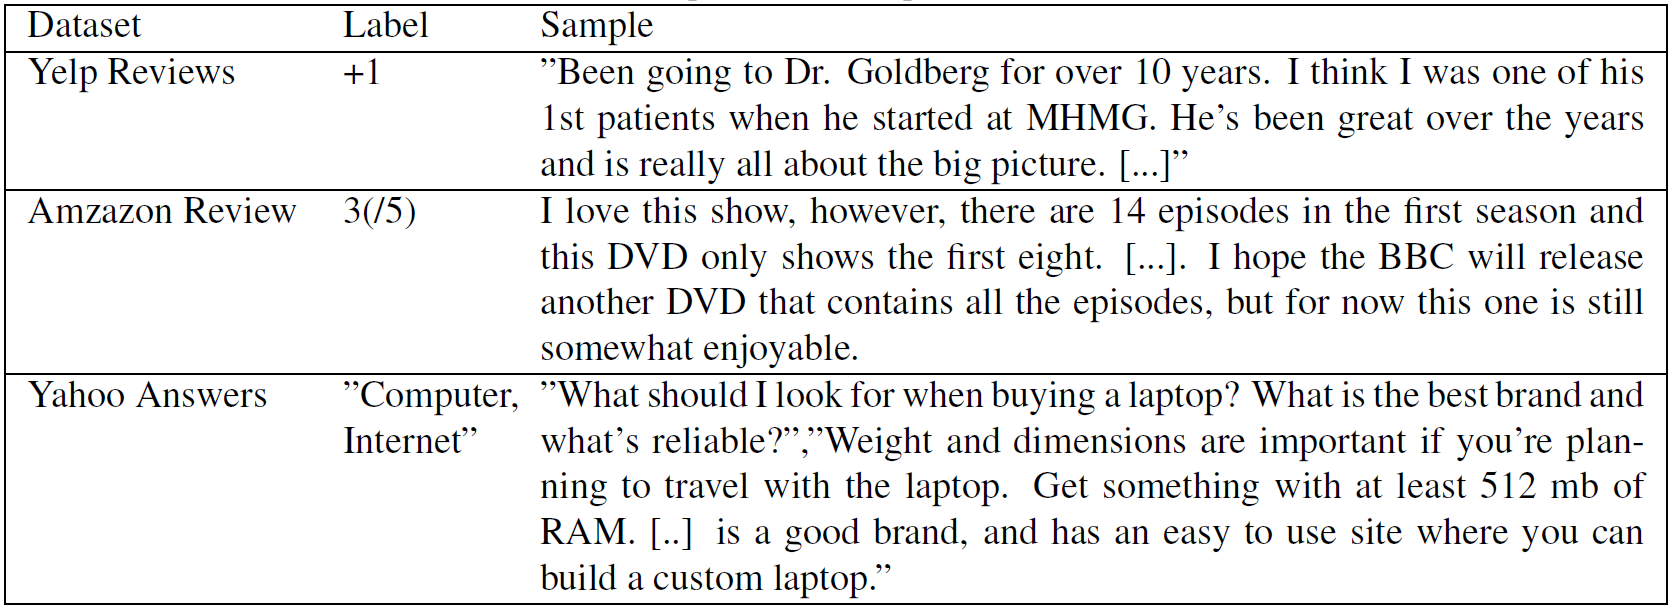 Dataset Label Sample
Yelp Reviews +1 ”Been going to Dr. Goldberg for over 10 years. I think I was one of his
1st patients when he started at MHMG. He’s been great over the years
and is really all about the big picture. [...]”
Amzazon Review 3(/5) I love this show, however, there are 14 episodes in the first season and
this DVD only shows the first eight. [...]. I hope the BBC will release
another DVD that contains all the episodes, but for now this one is still
somewhat enjoyable.
Yahoo Answers ”Computer, ”What should I look for when buying a laptop? What is the best brand and
Internet” what’s reliable?”,”Weight and dimensions are important if you’re plan-
ning to travel with the laptop. Get something with at least 512 mb of
RAM. [..] is a good brand, and has an easy to use site where you can
build a custom laptop.”